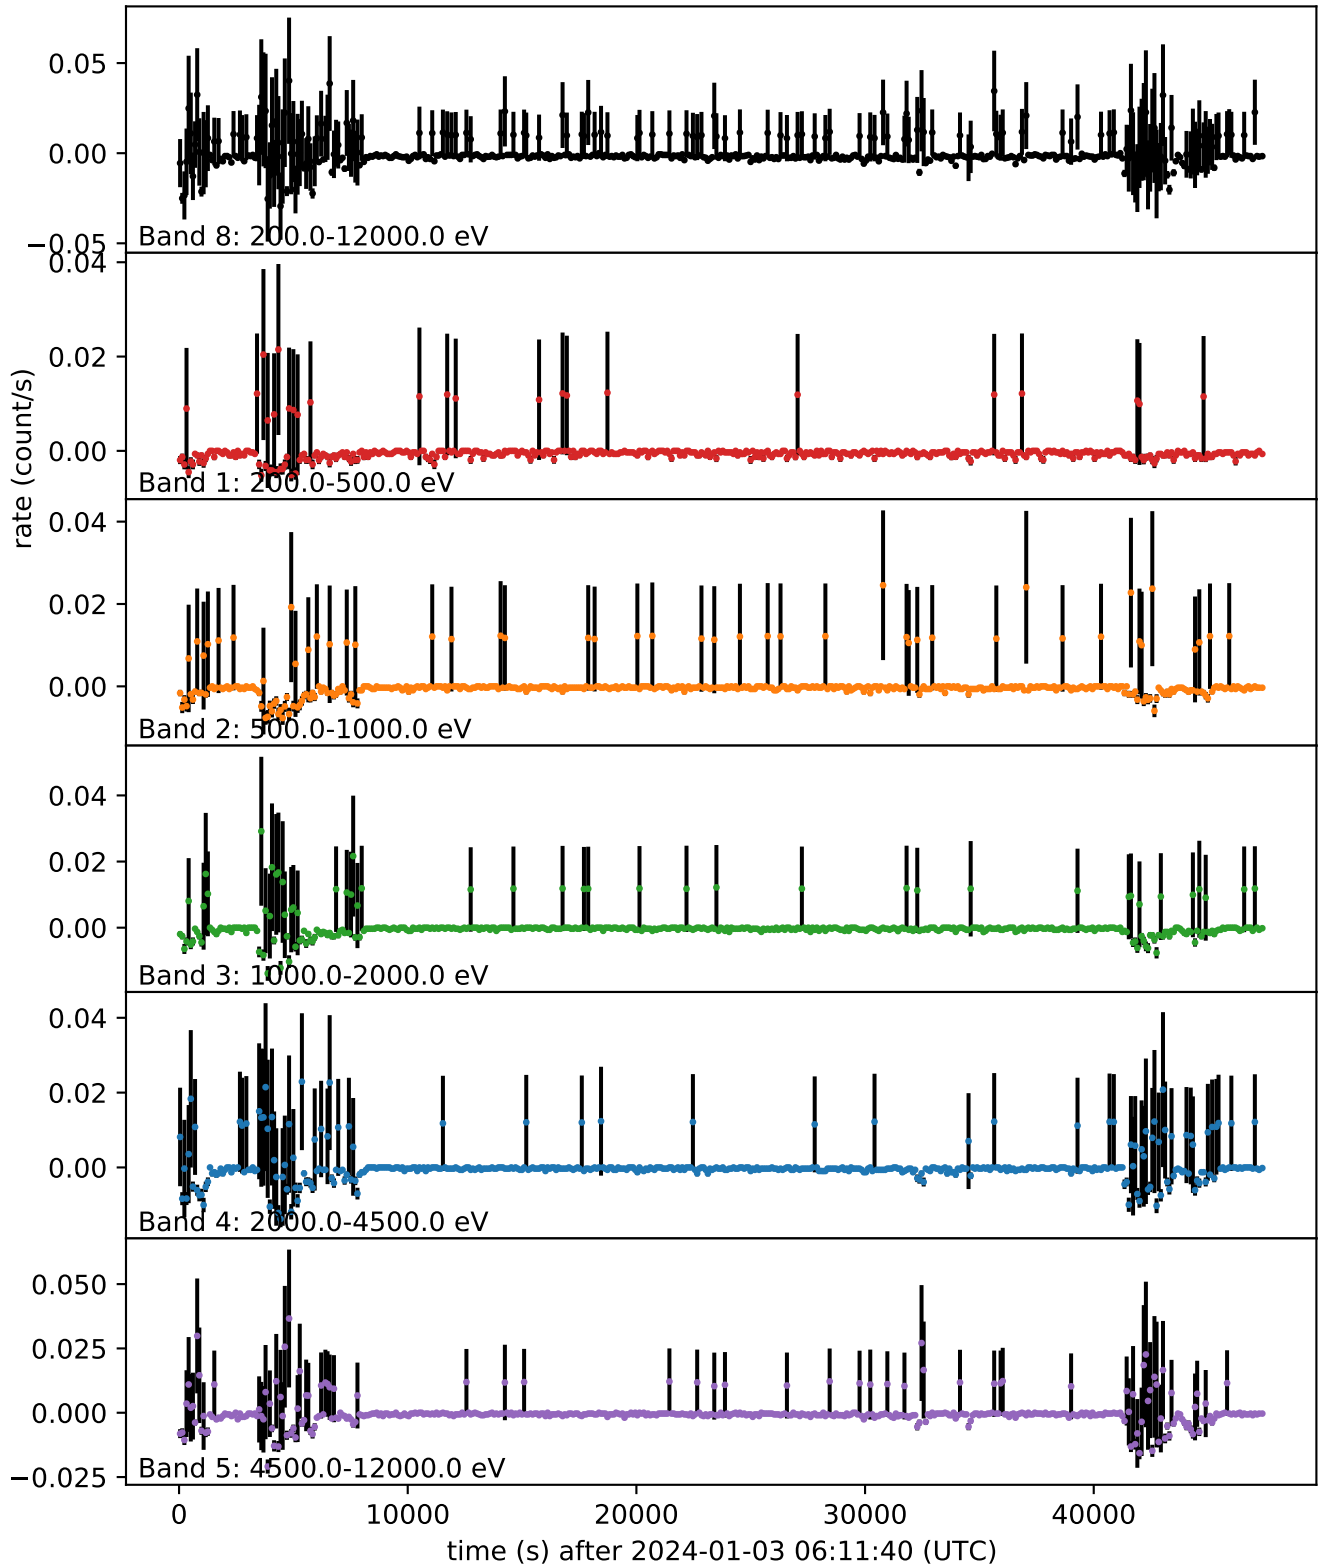 0.05
0.00
−0.05
Band 8: 200.0-12000.0 eV
0.04
0.02
0.00
Band 1: 200.0-500.0 eV
rate (count/s)
0.04
0.02
0.00
Band 2: 500.0-1000.0 eV
0.04
0.02
0.00
Band 3: 1000.0-2000.0 eV
0.04
0.02
0.00
Band 4: 2000.0-4500.0 eV
0.050
0.025
0.000
−0.025
Band 5: 4500.0-12000.0 eV
0 10000 20000 30000 40000
time (s) after 2024-01-03 06:11:40 (UTC)